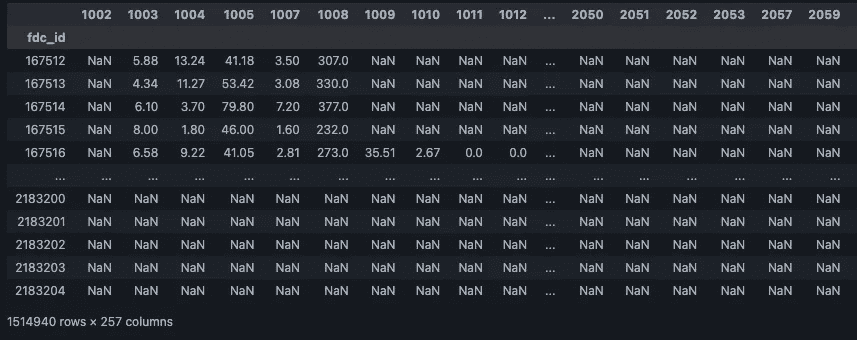 1002 1003 1004 1005 1007 1008 1009 1010 1011 1012 ... 2050 2051 2052 2053 2057 2059
fdc_id
167512 NaN 5.88 13.24 41.18 3.50 307.0 NaN NaN NaN NaN ... NaN NaN NaN NaN NaN NaN
167513 NaN 4.34 11.27 53.42 3.08 330.0 NaN NaN NaN NaN ... NaN NaN NaN NaN NaN NaN
167514 NaN 6.10 3.70 79.80 7.20 377.0 NaN NaN NaN NaN ... NaN NaN NaN NaN NaN NaN
167515 NaN 8.00 1.80 46.00 1.60 232.0 NaN NaN NaN NaN ... NaN NaN NaN NaN NaN NaN
167516 NaN 6.58 9.22 41.05 2.81 273.0 35.51 2.67 0.0 0.0 ... NaN NaN NaN NaN NaN NaN
... ... ... ... ... ... ... ... ... ... ... ... ... ... ... ... ... ...
2183200 NaN NaN NaN NaN NaN NaN NaN NaN NaN NaN ... NaN NaN NaN NaN NaN NaN
2183201 NaN NaN NaN NaN NaN NaN NaN NaN NaN NaN ... NaN NaN NaN NaN NaN NaN
2183202 NaN NaN NaN NaN NaN NaN NaN NaN NaN NaN ... NaN NaN NaN NaN NaN NaN
2183203 NaN NaN NaN NaN NaN NaN NaN NaN NaN NaN ... NaN NaN NaN NaN NaN NaN
2183204 NaN NaN NaN NaN NaN NaN NaN NaN NaN NaN ... NaN NaN NaN NaN NaN NaN
1514940 rows × 257 columns